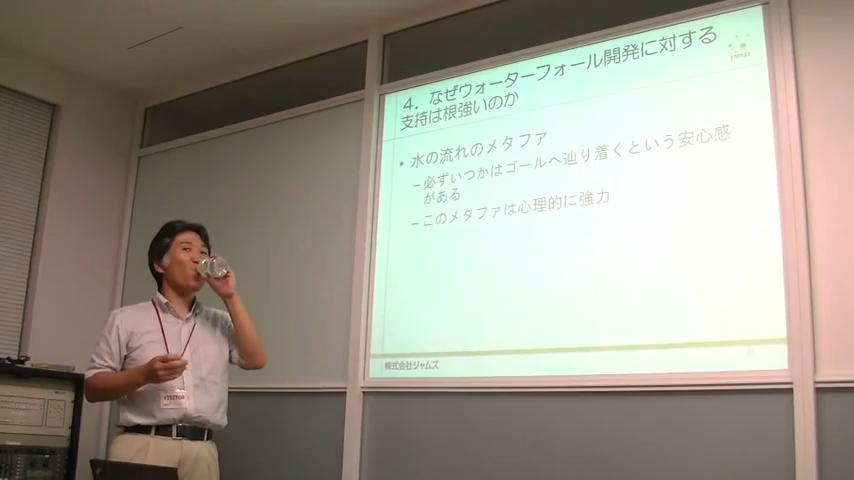 4. なぜウォーターフォール開発に対する
支持は根強いのか
• 水の流れのメタファ
– 必ずいつかはゴールへ辿り着くという安心感
がある
– このメタファは心理的に強力
株式会社ジャムズ
VISITOR